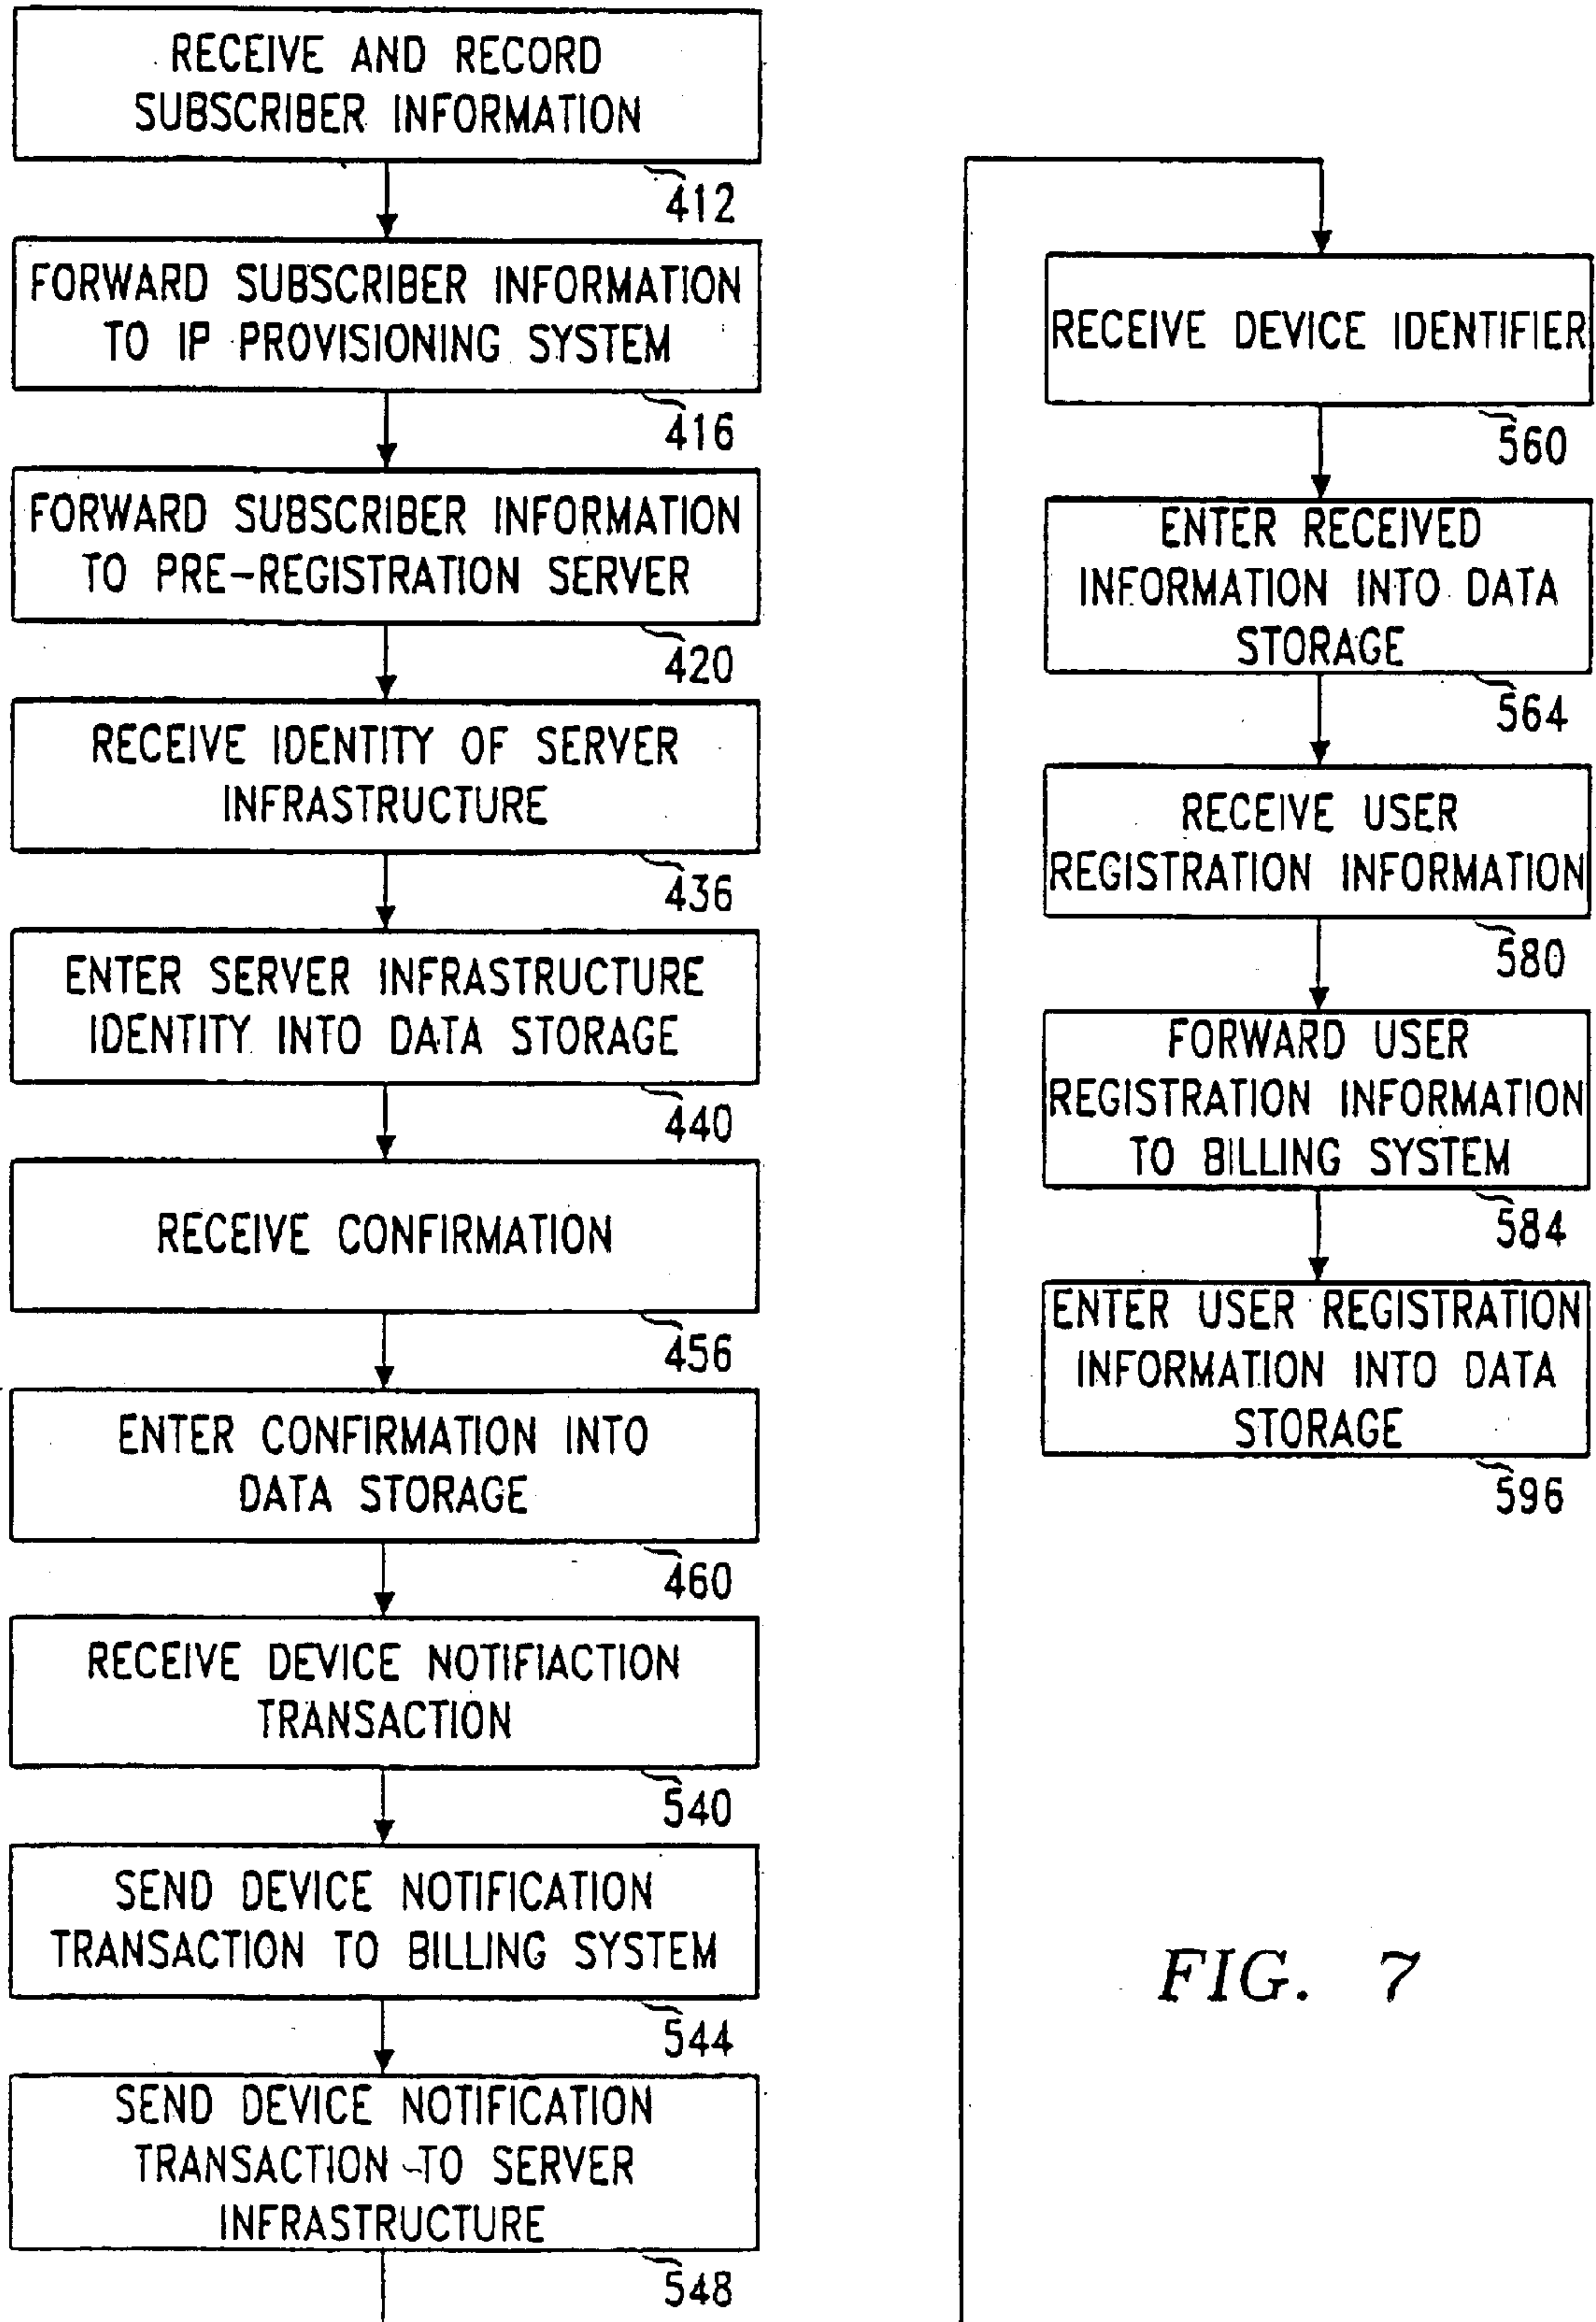 RECEIVE AND RECORD
SUBSCRIBER INFORMATION
412
FORWARD SUBSCRIBER INFORMATION
TO IP PROVISIONING SYSTEM
416
FORWARD SUBSCRIBER INFORMATION
TO PRE-REGISTRATION SERVER
420
RECEIVE IDENTITY OF SERVER
INFRASTRUCTURE
436
ENTER SERVER INFRASTRUCTURE
IDENTITY INTO DATA STORAGE
440
RECEIVE CONFIRMATION
456
ENTER CONFIRMATION INTO
DATA STORAGE
460
RECEIVE DEVICE NOTIFIACTION
TRANSACTION
540
SEND DEVICE NOTIFICATION
TRANSACTION TO BILLING SYSTEM
544
SEND DEVICE NOTIFICATION
TRANSACTION TO SERVER
INFRASTRUCTURE
548
RECEIVE DEVICE IDENTIFIER
560
ENTER RECEIVED
INFORMATION INTO DATA
STORAGE
564
RECEIVE USER
REGISTRATION INFORMATION
580
FORWARD USER
REGISTRATION INFORMATION
TO BILLING SYSTEM
584
ENTER USER REGISTRATION
INFORMATION INTO DATA
STORAGE
596
FIG. 7